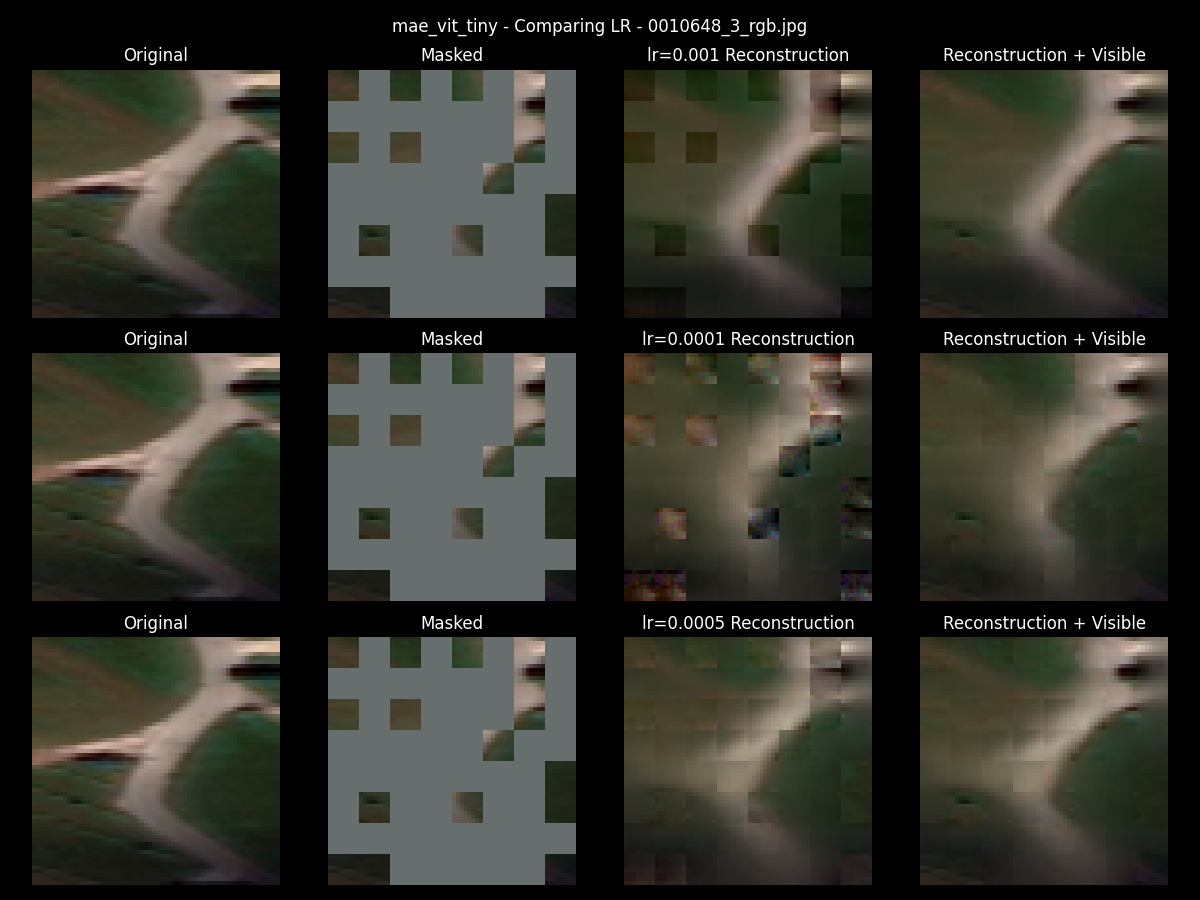 mae_vit_tiny - Comparing LR - 0010648_3_rgb.jpg
Original Masked lr=0.001 Reconstruction Reconstruction + Visible
Original Masked lr=0.0001 Reconstruction Reconstruction + Visible
Original Masked lr=0.0005 Reconstruction Reconstruction + Visible